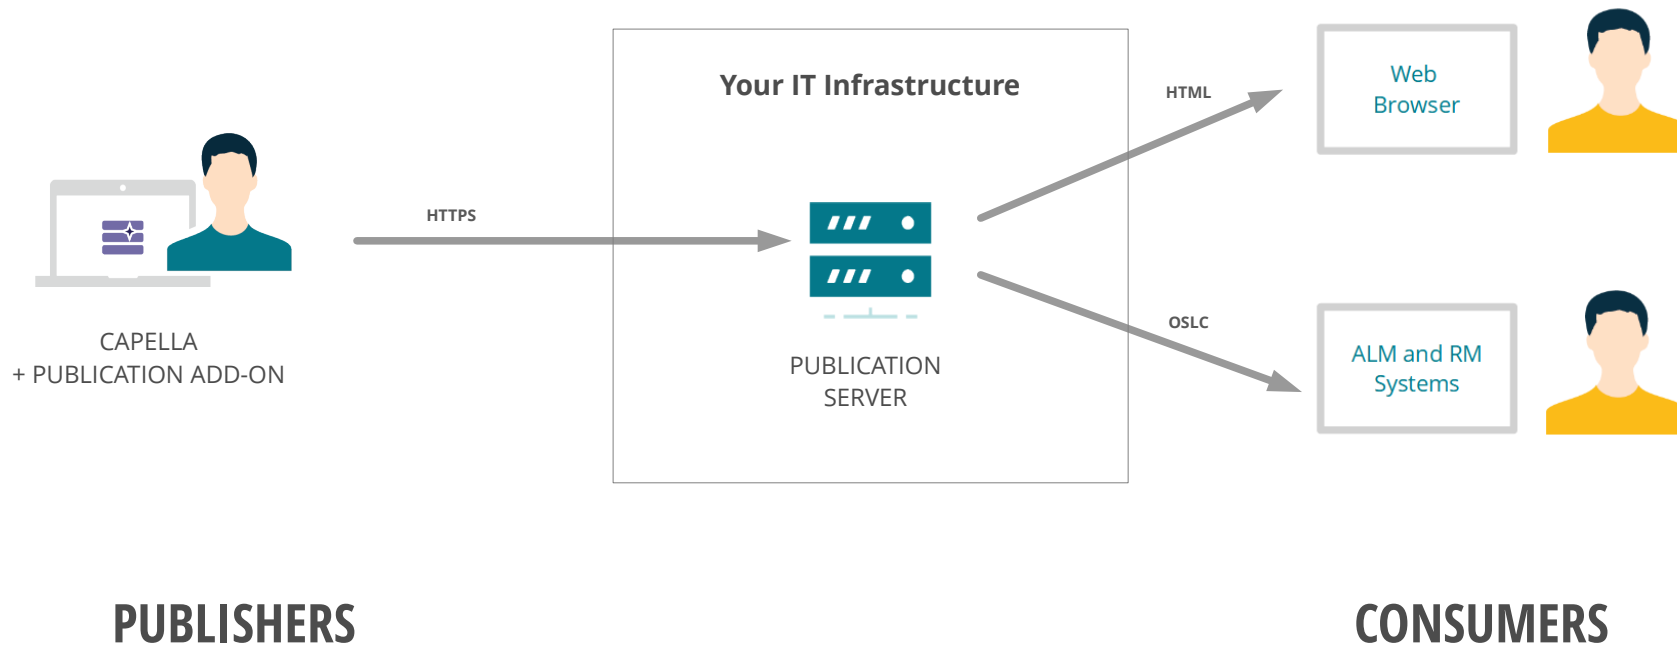 Your IT Infrastructure
HTTPS
HTML
OSLC
Web
Browser
ALM and RM
Systems
CAPELLA
+ PUBLICATION ADD-ON
PUBLICATION
SERVER
PUBLISHERS
CONSUMERS